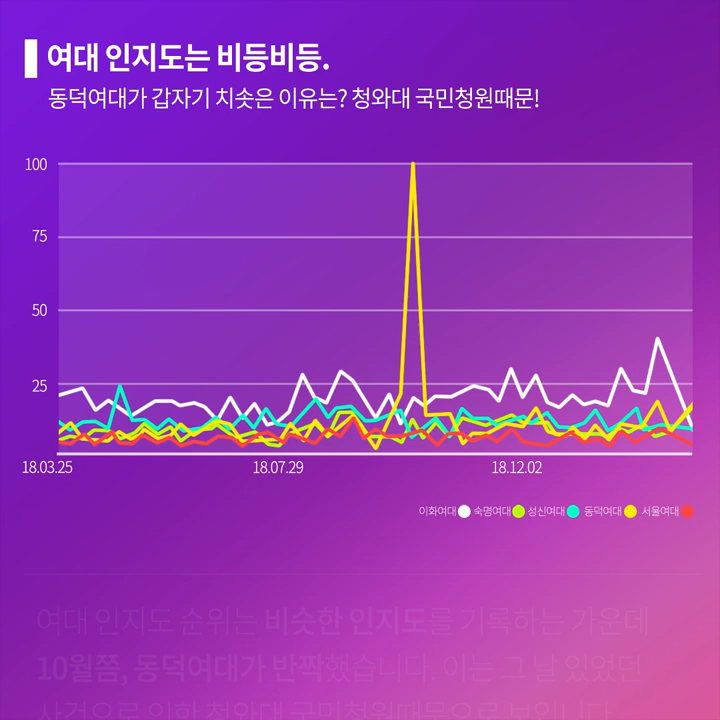 여대 인지도는 비등비등.
동덕여대가 갑자기 치솟은 이유는? 청와대 국민청원때문!
100
75
50
25
18.03.25 18.07.29 18.12.02
이화여대 숙명여대 성신여대 동덕여대 서울여대
여대 인지도 순위는 비슷한 인지도를 기록하는 가운데
10월쯤, 동덕여대가 반짝했습니다. 이는 그 날 있었던
사건으로 인한 청와대 국민청원때문으로 보입니다.